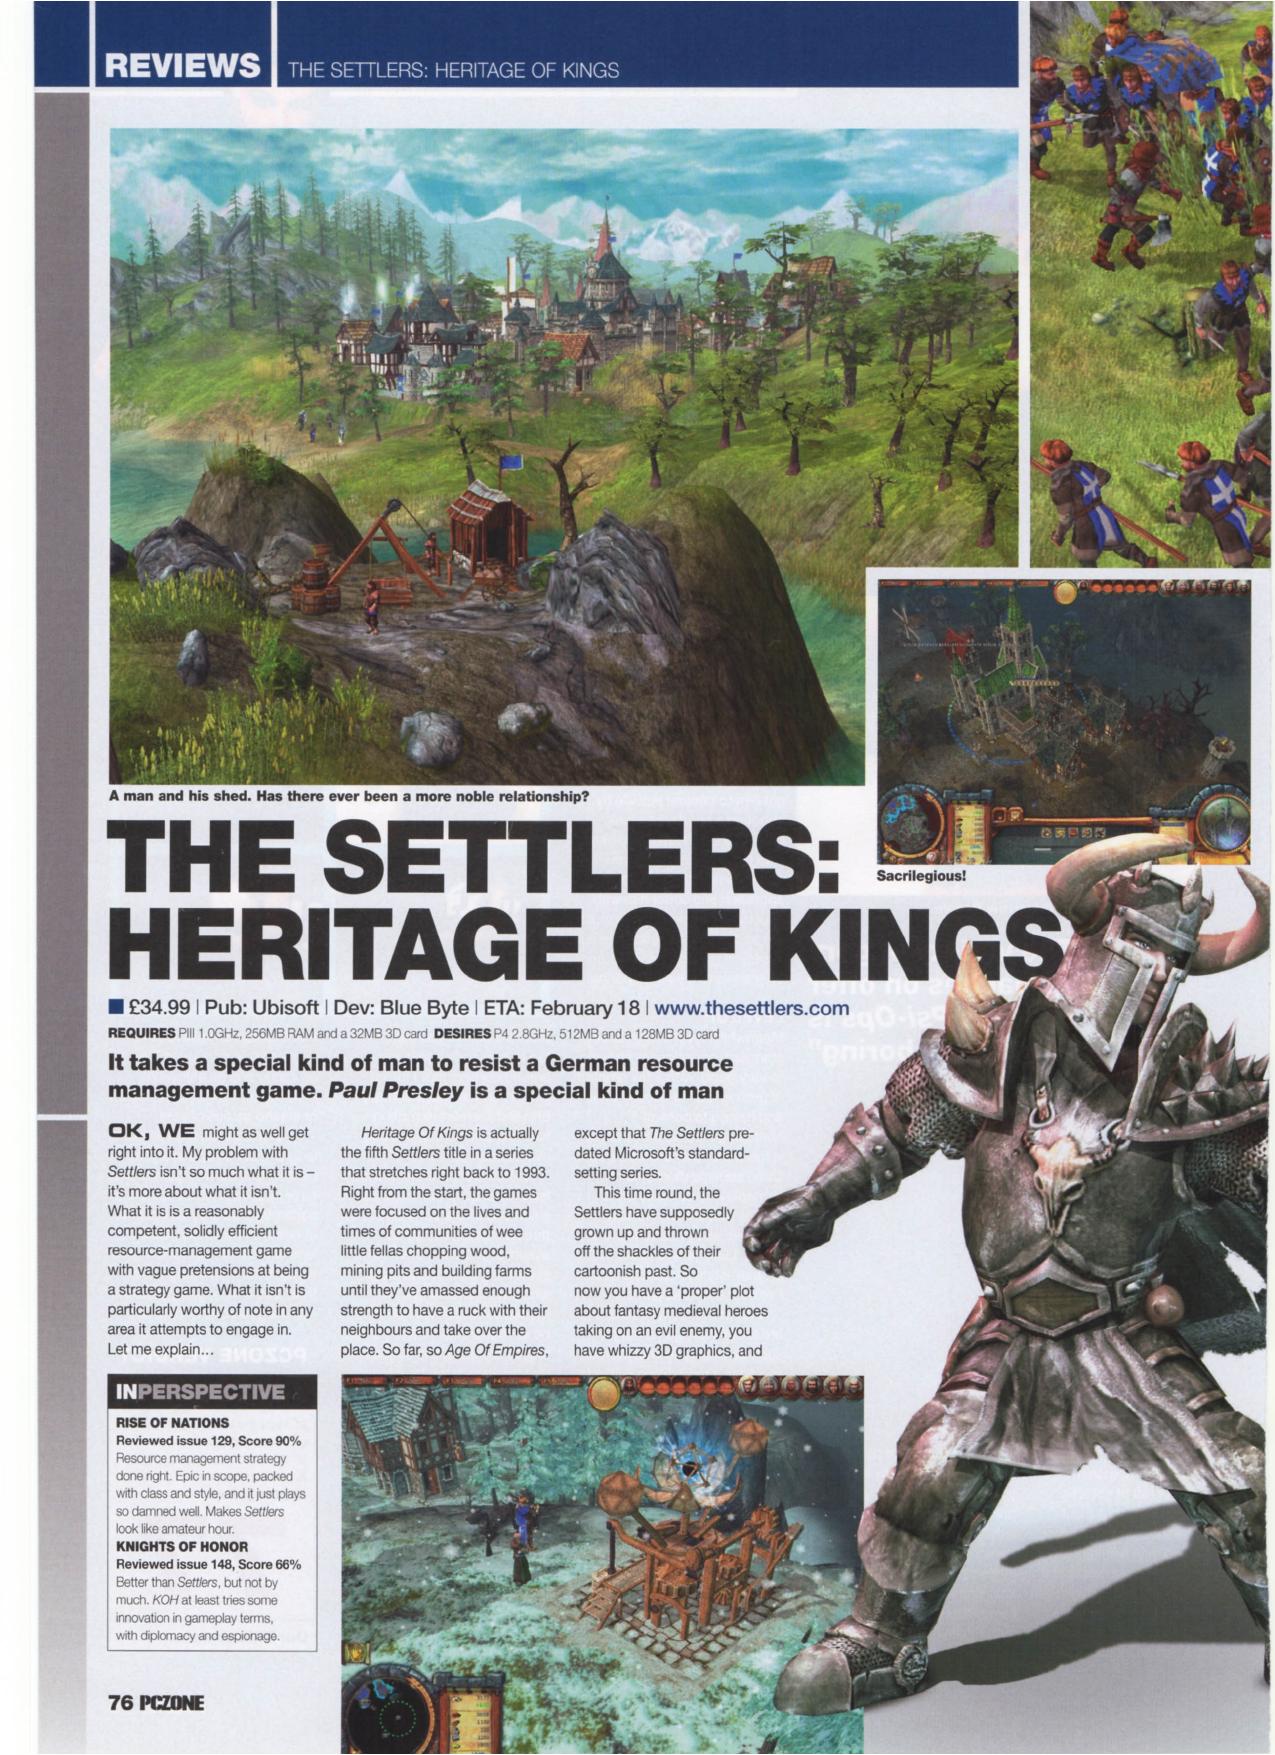 REVIEWS
THE SETTLERS: HERITAGE OF KINGS
A man and his shed. Has there ever been a more noble relationship?
Sacrilegious!
THE SETTLERS:
HERITAGE OF KINGS
£34.99 | Pub: Ubisoft | Dev: Blue Byte | ETA: February 18 | www.thesettlers.com
REQUIRES PIII 1.0GHz, 256MB RAM and a 32MB 3D card DESIRES P4 2.8GHz, 512MB and a 128MB 3D card
It takes a special kind of man to resist a German resource
management game. Paul Presley is a special kind of man
OK, WE might as well get
right into it. My problem with
Settlers isn't so much what it is –
it's more about what it isn't.
What it is is a reasonably
competent, solidly efficient
resource-management game
with vague pretensions at being
a strategy game. What it isn't is
particularly worthy of note in any
area it attempts to engage in.
Let me explain...
Heritage Of Kings is actually
the fifth Settlers title in a series
that stretches right back to 1993.
Right from the start, the games
were focused on the lives and
times of communities of wee
little fellas chopping wood,
mining pits and building farms
until they've amassed enough
strength to have a ruck with their
neighbours and take over the
place. So far, so Age Of Empires,
except that The Settlers pre-
dated Microsoft's standard-
setting series.
This time round, the
Settlers have supposedly
grown up and thrown
off the shackles of their
cartoonish past. So
now you have a 'proper' plot
about fantasy medieval heroes
taking on an evil enemy, you
have whizzy 3D graphics, and
INPERSPECTIVE
RISE OF NATIONS
Reviewed issue 129, Score 90%
Resource management strategy
done right. Epic in scope, packed
with class and style, and it just plays
so damned well. Makes Settlers
look like amateur hour.
KNIGHTS OF HONOR
Reviewed issue 148, Score 66%
Better than Settlers, but not by
much. KOH at least tries some
innovation in gameplay terms,
with diplomacy and espionage.
76 PCZONE